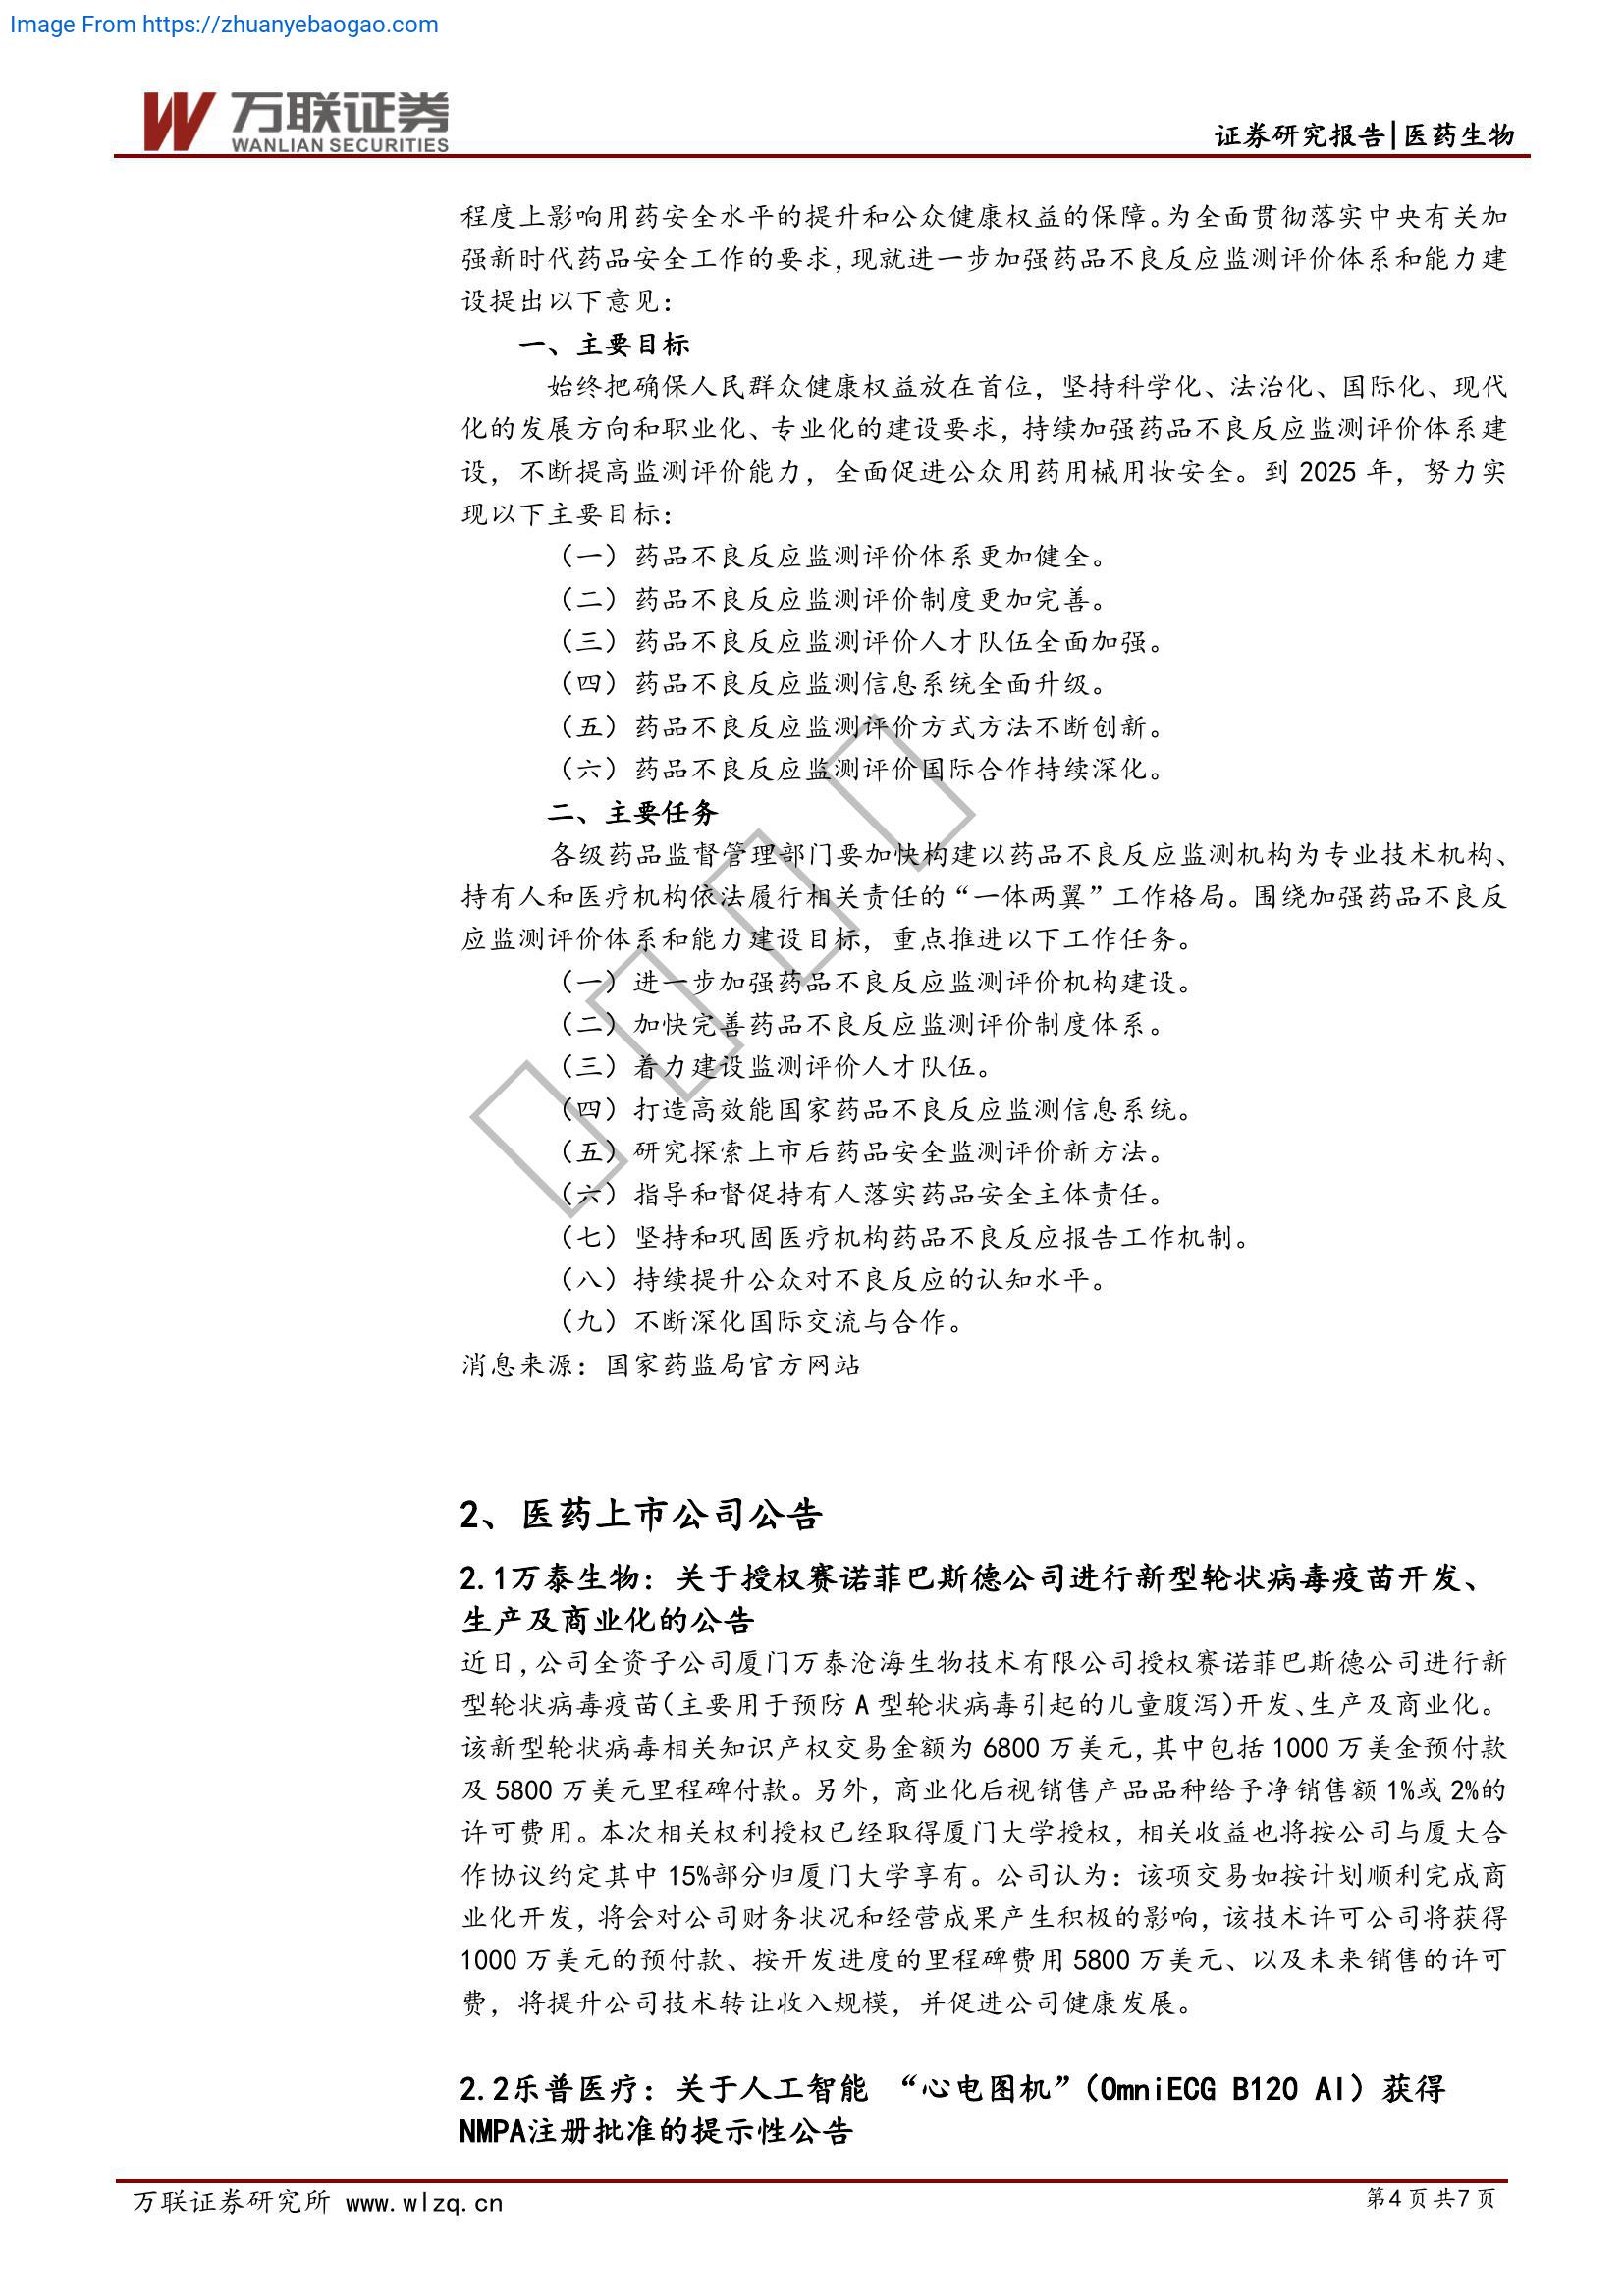 Image From https://zhuanyebaogao.com
万联证券
WANLIAN SECURITIES
证券研究报告|医药生物
程度上影响用药安全水平的提升和公众健康权益的保障。为全面贯彻落实中央有关加
强新时代药品安全工作的要求,现就进一步加强药品不良反应监测评价体系和能力建
设提出以下意见：
一、主要目标
始终把确保人民群众健康权益放在首位，坚持科学化、法治化、国际化、现代
化的发展方向和职业化、专业化的建设要求，持续加强药品不良反应监测评价体系建
设，不断提高监测评价能力，全面促进公众用药用械用妆安全。到 2025 年，努力实
现以下主要目标：
（一）药品不良反应监测评价体系更加健全。
（二）药品不良反应监测评价制度更加完善。
（三）药品不良反应监测评价人才队伍全面加强。
（四）药品不良反应监测信息系统全面升级。
（五）药品不良反应监测评价方式方法不断创新。
（六）药品不良反应监测评价国际合作持续深化。
二、主要任务
各级药品监督管理部门要加快构建以药品不良反应监测机构为专业技术机构、
持有人和医疗机构依法履行相关责任的“一体两翼”工作格局。围绕加强药品不良反
应监测评价体系和能力建设目标，重点推进以下工作任务。
（一）进一步加强药品不良反应监测评价机构建设。
（二）加快完善药品不良反应监测评价制度体系。
（三）着力建设监测评价人才队伍。
（四）打造高效能国家药品不良反应监测信息系统。
（五）研究探索上市后药品安全监测评价新方法。
（六）指导和督促持有人落实药品安全主体责任。
（七）坚持和巩固医疗机构药品不良反应报告工作机制。
（八）持续提升公众对不良反应的认知水平。
（九）不断深化国际交流与合作。
消息来源：国家药监局官方网站
2、医药上市公司公告
2.1万泰生物：关于授权赛诺菲巴斯德公司进行新型轮状病毒疫苗开发、
生产及商业化的公告
近日,公司全资子公司厦门万泰沧海生物技术有限公司授权赛诺菲巴斯德公司进行新
型轮状病毒疫苗(主要用于预防 A 型轮状病毒引起的儿童腹泻)开发、生产及商业化。
该新型轮状病毒相关知识产权交易金额为 6800 万美元,其中包括 1000 万美金预付款
及 5800 万美元里程碑付款。另外，商业化后视销售产品品种给予净销售额 1%或 2%的
许可费用。本次相关权利授权已经取得厦门大学授权，相关收益也将按公司与厦大合
作协议约定其中 15%部分归厦门大学享有。公司认为：该项交易如按计划顺利完成商
业化开发，将会对公司财务状况和经营成果产生积极的影响，该技术许可公司将获得
1000 万美元的预付款、按开发进度的里程碑费用 5800 万美元、以及未来销售的许可
费，将提升公司技术转让收入规模，并促进公司健康发展。
2.2乐普医疗：关于人工智能 “心电图机”（OmniECG B120 AI）获得
NMPA注册批准的提示性公告
万联证券研究所 www.wlzq.cn
第4页共7页